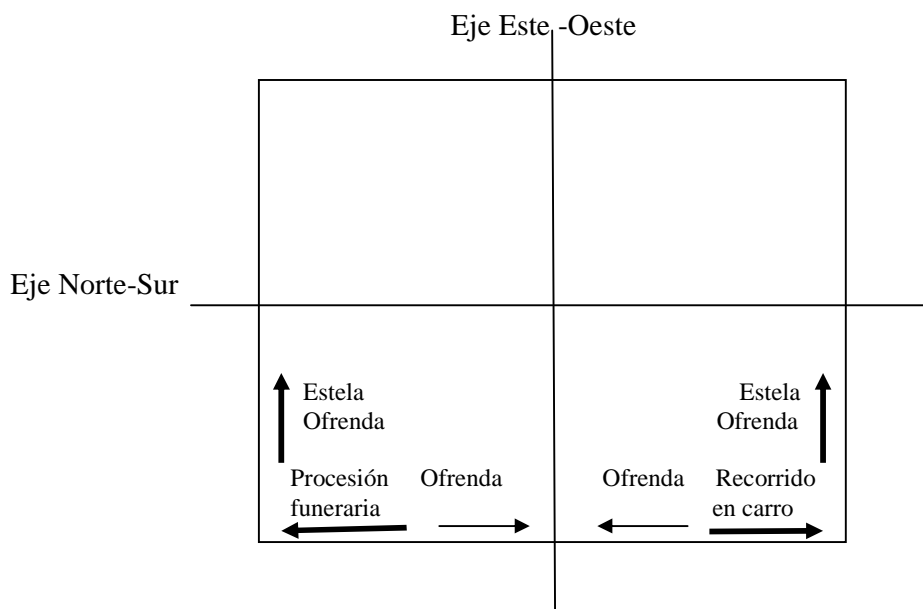 Eje Este -Oeste
Eje Norte-Sur
Estela
Ofrenda
Estela
Ofrenda
Procesión
funeraria
Ofrenda
Ofrenda
Recorrido
en carro